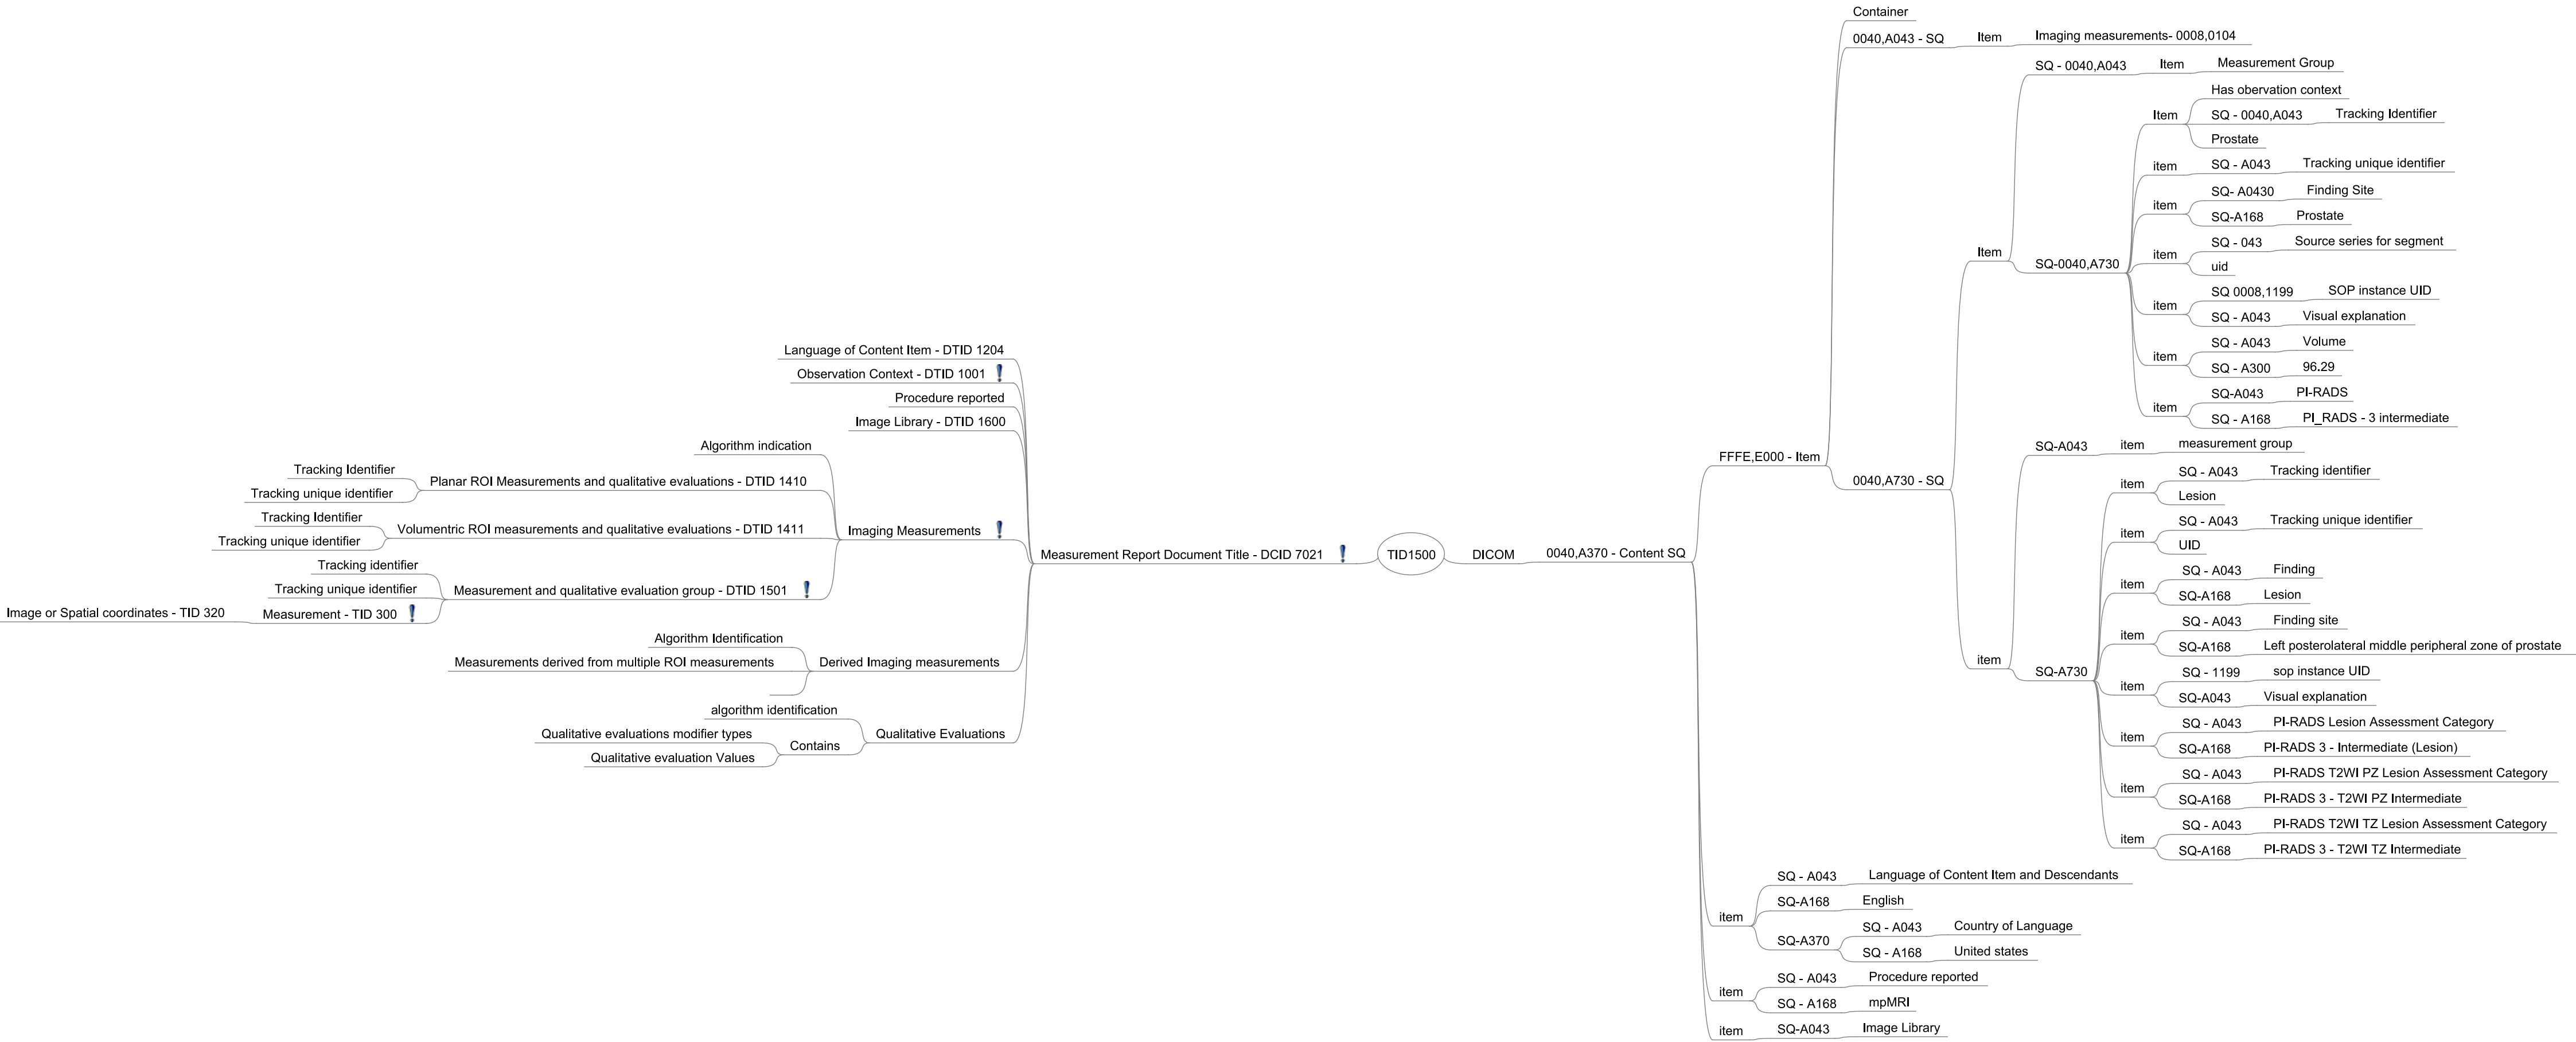 Language of Content Item - DTID 1204
Observation Context - DTID 1001
Procedure reported
Image Library - DTID 1600
Algorithm indication
Tracking Identifier
Planar ROI Measurements and qualitative evaluations - DTID 1410
Tracking unique identifier
Tracking Identifier
Volumentric ROI measurements and qualitative evaluations - DTID 1411
Tracking unique identifier
Imaging Measurements
Tracking identifier
Tracking unique identifier
Measurement and qualitative evaluation group - DTID 1501
Image or Spatial coordinates - TID 320
Measurement - TID 300
Algorithm Identification
Measurements derived from multiple ROI measurements
Derived Imaging measurements
algorithm identification
Qualitative evaluations modifier types
Contains
Qualitative evaluation Values
Qualitative Evaluations
Measurement Report Document Title - DCID 7021
TID1500
DICOM
0040,A370 - Content SQ
FFFE,E000 - Item
Container
0040,A043 - SQ
Item
Imaging measurements- 0008,0104
0040,A730 - SQ
Item
SQ - 0040,A043
Item
Measurement Group
SQ-0040,A730
Item
Has obervation context
SQ - 0040,A043
Tracking Identifier
Prostate
item
SQ - A043
Tracking unique identifier
item
SQ- A0430
Finding Site
SQ-A168
Prostate
item
SQ - 043
Source series for segment
uid
item
SQ 0008,1199
SOP instance UID
SQ - A043
Visual explanation
item
SQ - A043
Volume
SQ - A300
96.29
item
SQ-A043
PI-RADS
SQ - A168
PI_RADS - 3 intermediate
item
SQ-A043
item
measurement group
SQ-A730
item
SQ - A043
Tracking identifier
Lesion
item
SQ - A043
Tracking unique identifier
UID
item
SQ - A043
Finding
SQ-A168
Lesion
item
SQ - A043
Finding site
SQ-A168
Left posterolateral middle peripheral zone of prostate
item
SQ - 1199
sop instance UID
SQ-A043
Visual explanation
item
SQ - A043
PI-RADS Lesion Assessment Category
SQ-A168
PI-RADS 3 - Intermediate (Lesion)
item
SQ - A043
PI-RADS T2WI PZ Lesion Assessment Category
SQ-A168
PI-RADS 3 - T2WI PZ Intermediate
item
SQ - A043
PI-RADS T2WI TZ Lesion Assessment Category
SQ-A168
PI-RADS 3 - T2WI TZ Intermediate
item
SQ - A043
Language of Content Item and Descendants
SQ-A168
English
SQ-A370
SQ - A043
Country of Language
SQ - A168
United states
item
SQ - A043
Procedure reported
SQ - A168
mpMRI
item
SQ-A043
Image Library